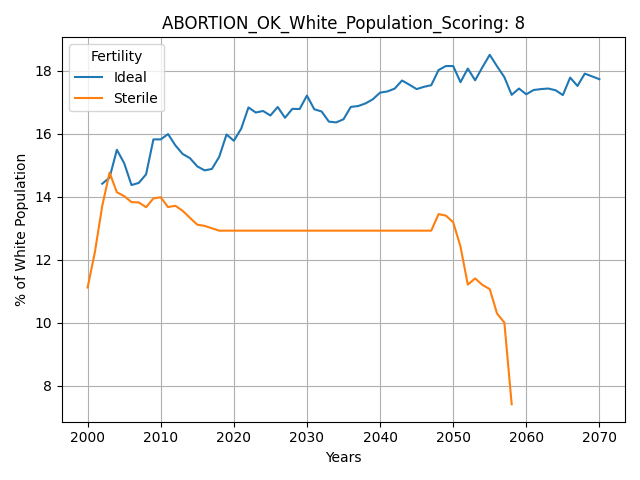 ABORTION_OK_White_Population_Scoring: 8
Fertility
Ideal
Sterile
% of White Population
18
16
14
12
10
8
2000 2010 2020 2030 2040 2050 2060 2070
Years